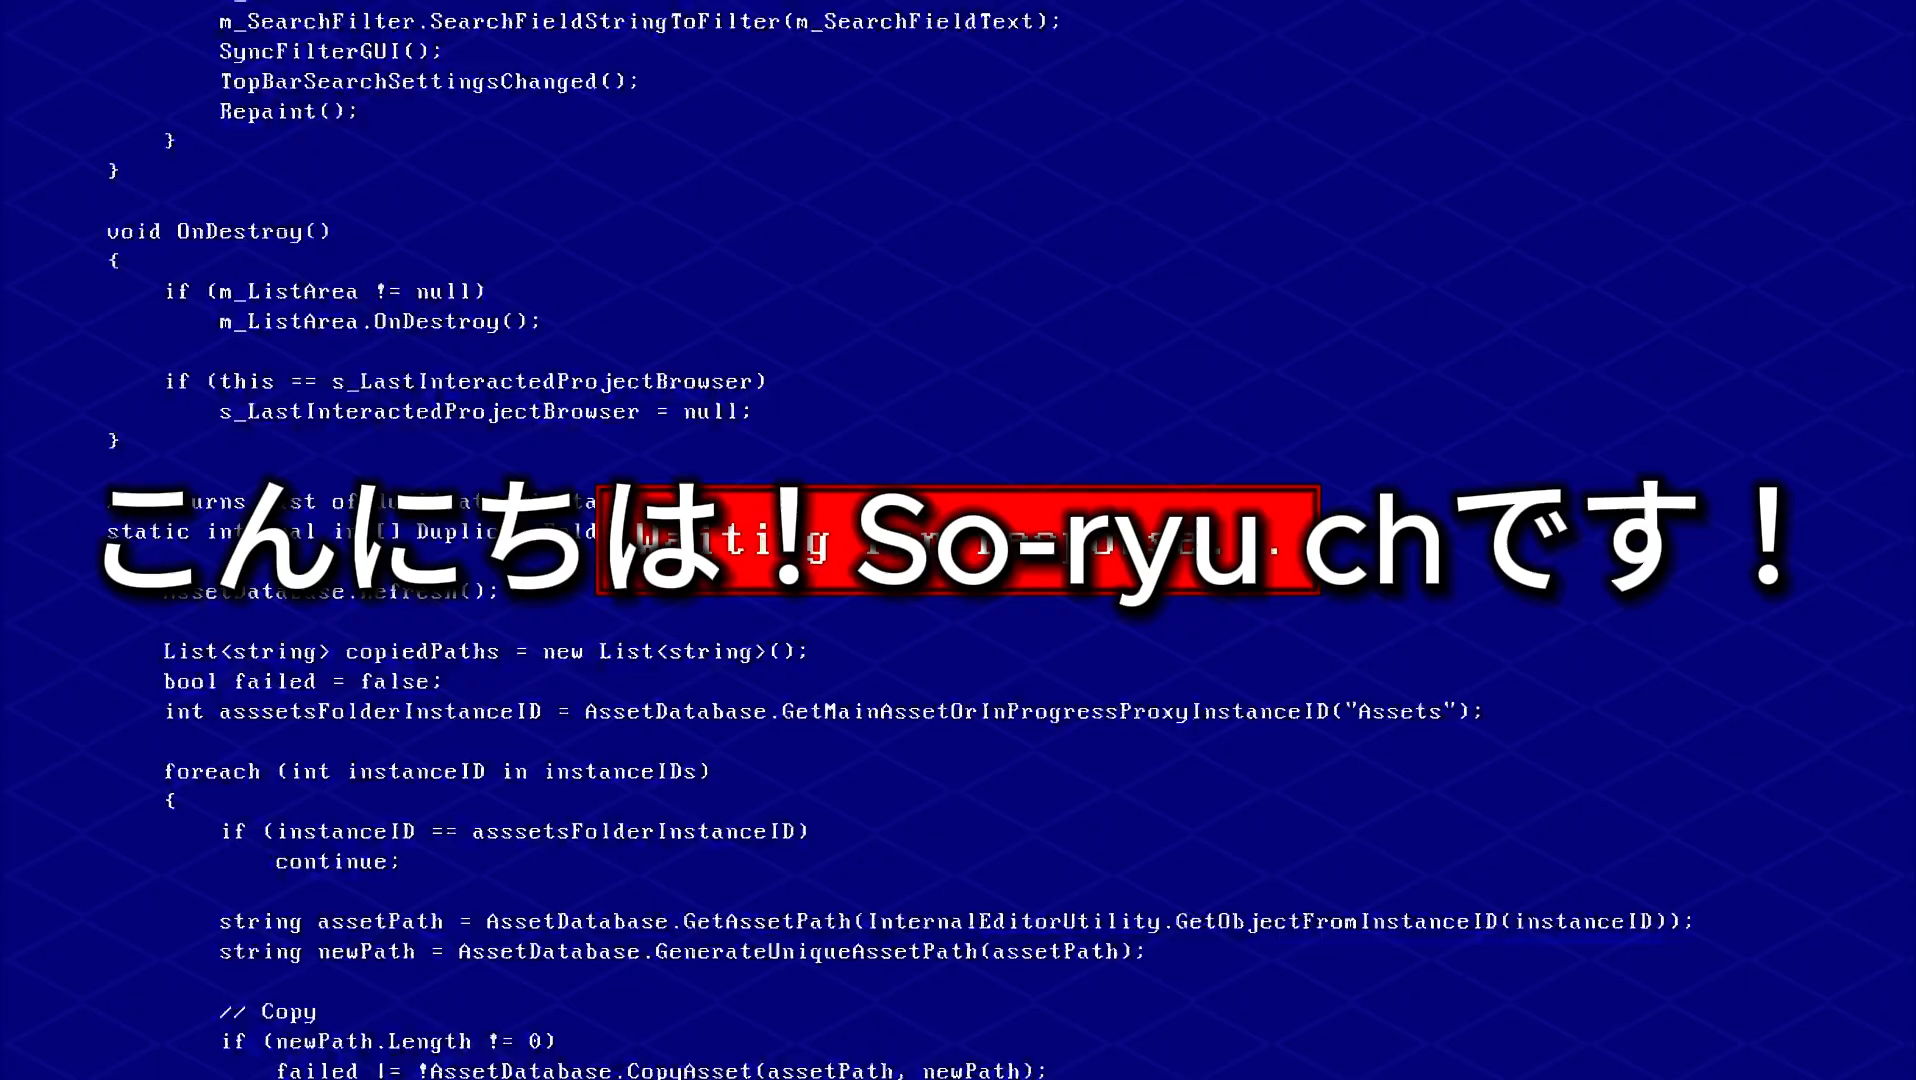 m_SearchFilter.SearchFieldStringToFilter(m_SearchFieldText);
SyncFilterGUI();
TopBarSearchSettingsChanged();
Repaint();
}
}
void OnDestroy()
{
if (m_ListArea != null)
m_ListArea.OnDestroy();
if (this == s_LastInteractedProjectBrowser)
s_LastInteractedProjectBrowser = null;
}
static
こんにちは！So-ryu chです！
List<string> copiedPaths = new List<string>();
bool failed = false;
int asssetsFolderInstanceID = AssetDatabase.GetMainAssetOrInProgressProxyInstanceID("Assets");
foreach (int instanceID in instanceIDs)
{
if (instanceID == asssetsFolderInstanceID)
continue;
string assetPath = AssetDatabase.GetAssetPath(InternalEditorUtility.GetObjectFromInstanceID(instanceID));
string newPath = AssetDatabase.GenerateUniqueAssetPath(assetPath);
// Copy
if (newPath.Length != 0)
failed |= !AssetDatabase.CopyAsset(assetPath, newPath);